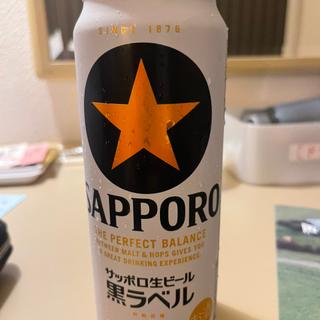 SINCE 1876
SAPPORO
THE PERFECT BALANCE
BETWEEN MALT & HOPS GIVES YOU
A GREAT DRINKING EXPERIENCE.
サッポロ生ビール
黒ラベル